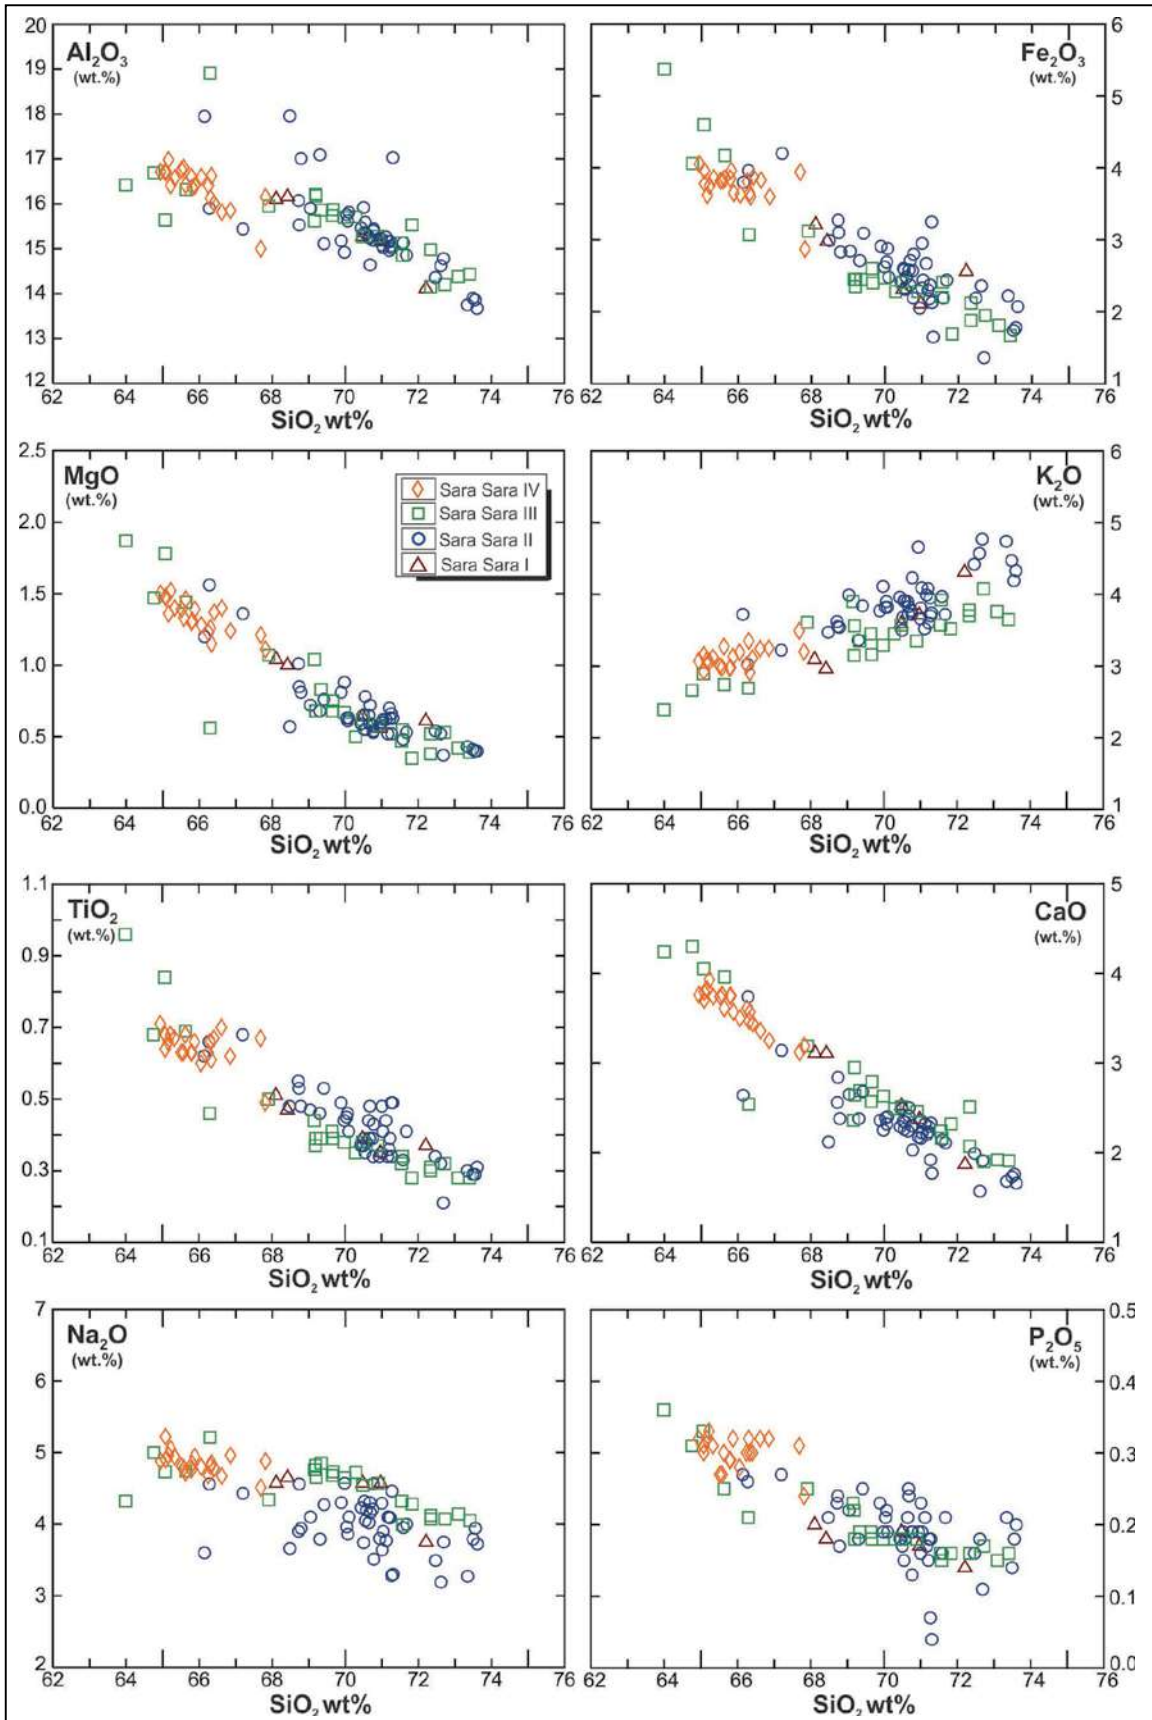 Al₂O₃
(wt.%)
20
19
18
17
16
15
14
13
12
62 64 66 68 70 72 74 76
SiO₂ wt%
Fe₂O₃
(wt.%)
6
5
4
3
2
1
62 64 66 68 70 72 74 76
SiO₂ wt%
MgO
(wt.%)
2.5
2.0
1.5
1.0
0.5
0.0
62 64 66 68 70 72 74 76
SiO₂ wt%
Sara Sara IV
Sara Sara III
Sara Sara II
Sara Sara I
K₂O
(wt.%)
6
5
4
3
2
1
62 64 66 68 70 72 74 76
SiO₂ wt%
TiO₂
(wt.%)
1.1
0.9
0.7
0.5
0.3
0.1
62 64 66 68 70 72 74 76
SiO₂ wt%
CaO
(wt.%)
5
4
3
2
1
62 64 66 68 70 72 74 76
SiO₂ wt%
Na₂O
(wt.%)
7
6
5
4
3
2
62 64 66 68 70 72 74 76
SiO₂ wt%
P₂O₅
(wt.%)
0.5
0.4
0.3
0.2
0.1
0.0
62 64 66 68 70 72 74 76
SiO₂ wt%